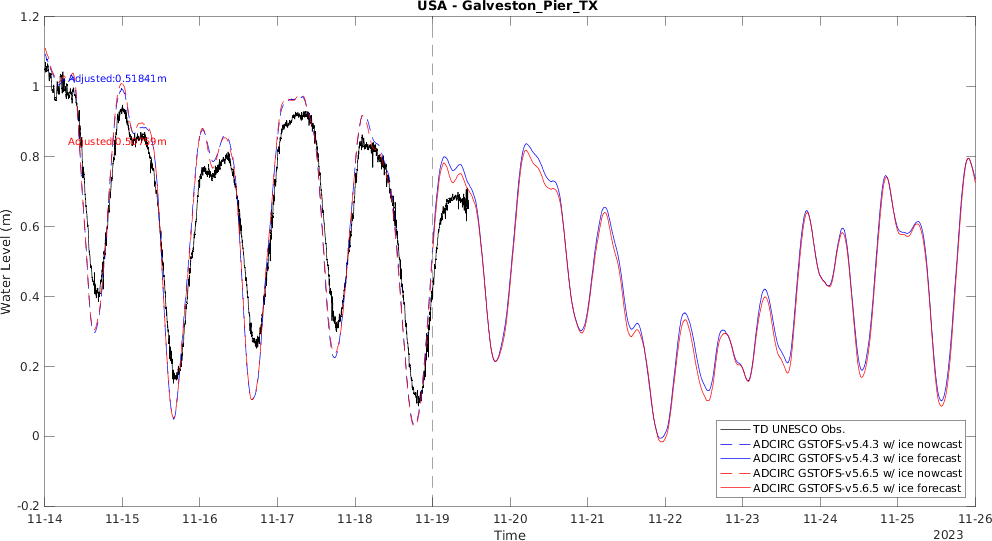 USA - Galveston_Pier_TX
1.2
1
0.8
0.6
0.4
0.2
0
-0.2
Water Level (m)
Adjusted:0.51841m
TD UNESCO Obs.
ADCIRC GSTOFS-v5.4.3 w/ ice nowcast
ADCIRC GSTOFS-v5.4.3 w/ ice forecast
ADCIRC GSTOFS-v5.6.5 w/ ice nowcast
ADCIRC GSTOFS-v5.6.5 w/ ice forecast
11-14 11-15 11-16 11-17 11-18 11-19 11-20 11-21 11-22 11-23 11-24 11-25 11-26
Time
2023